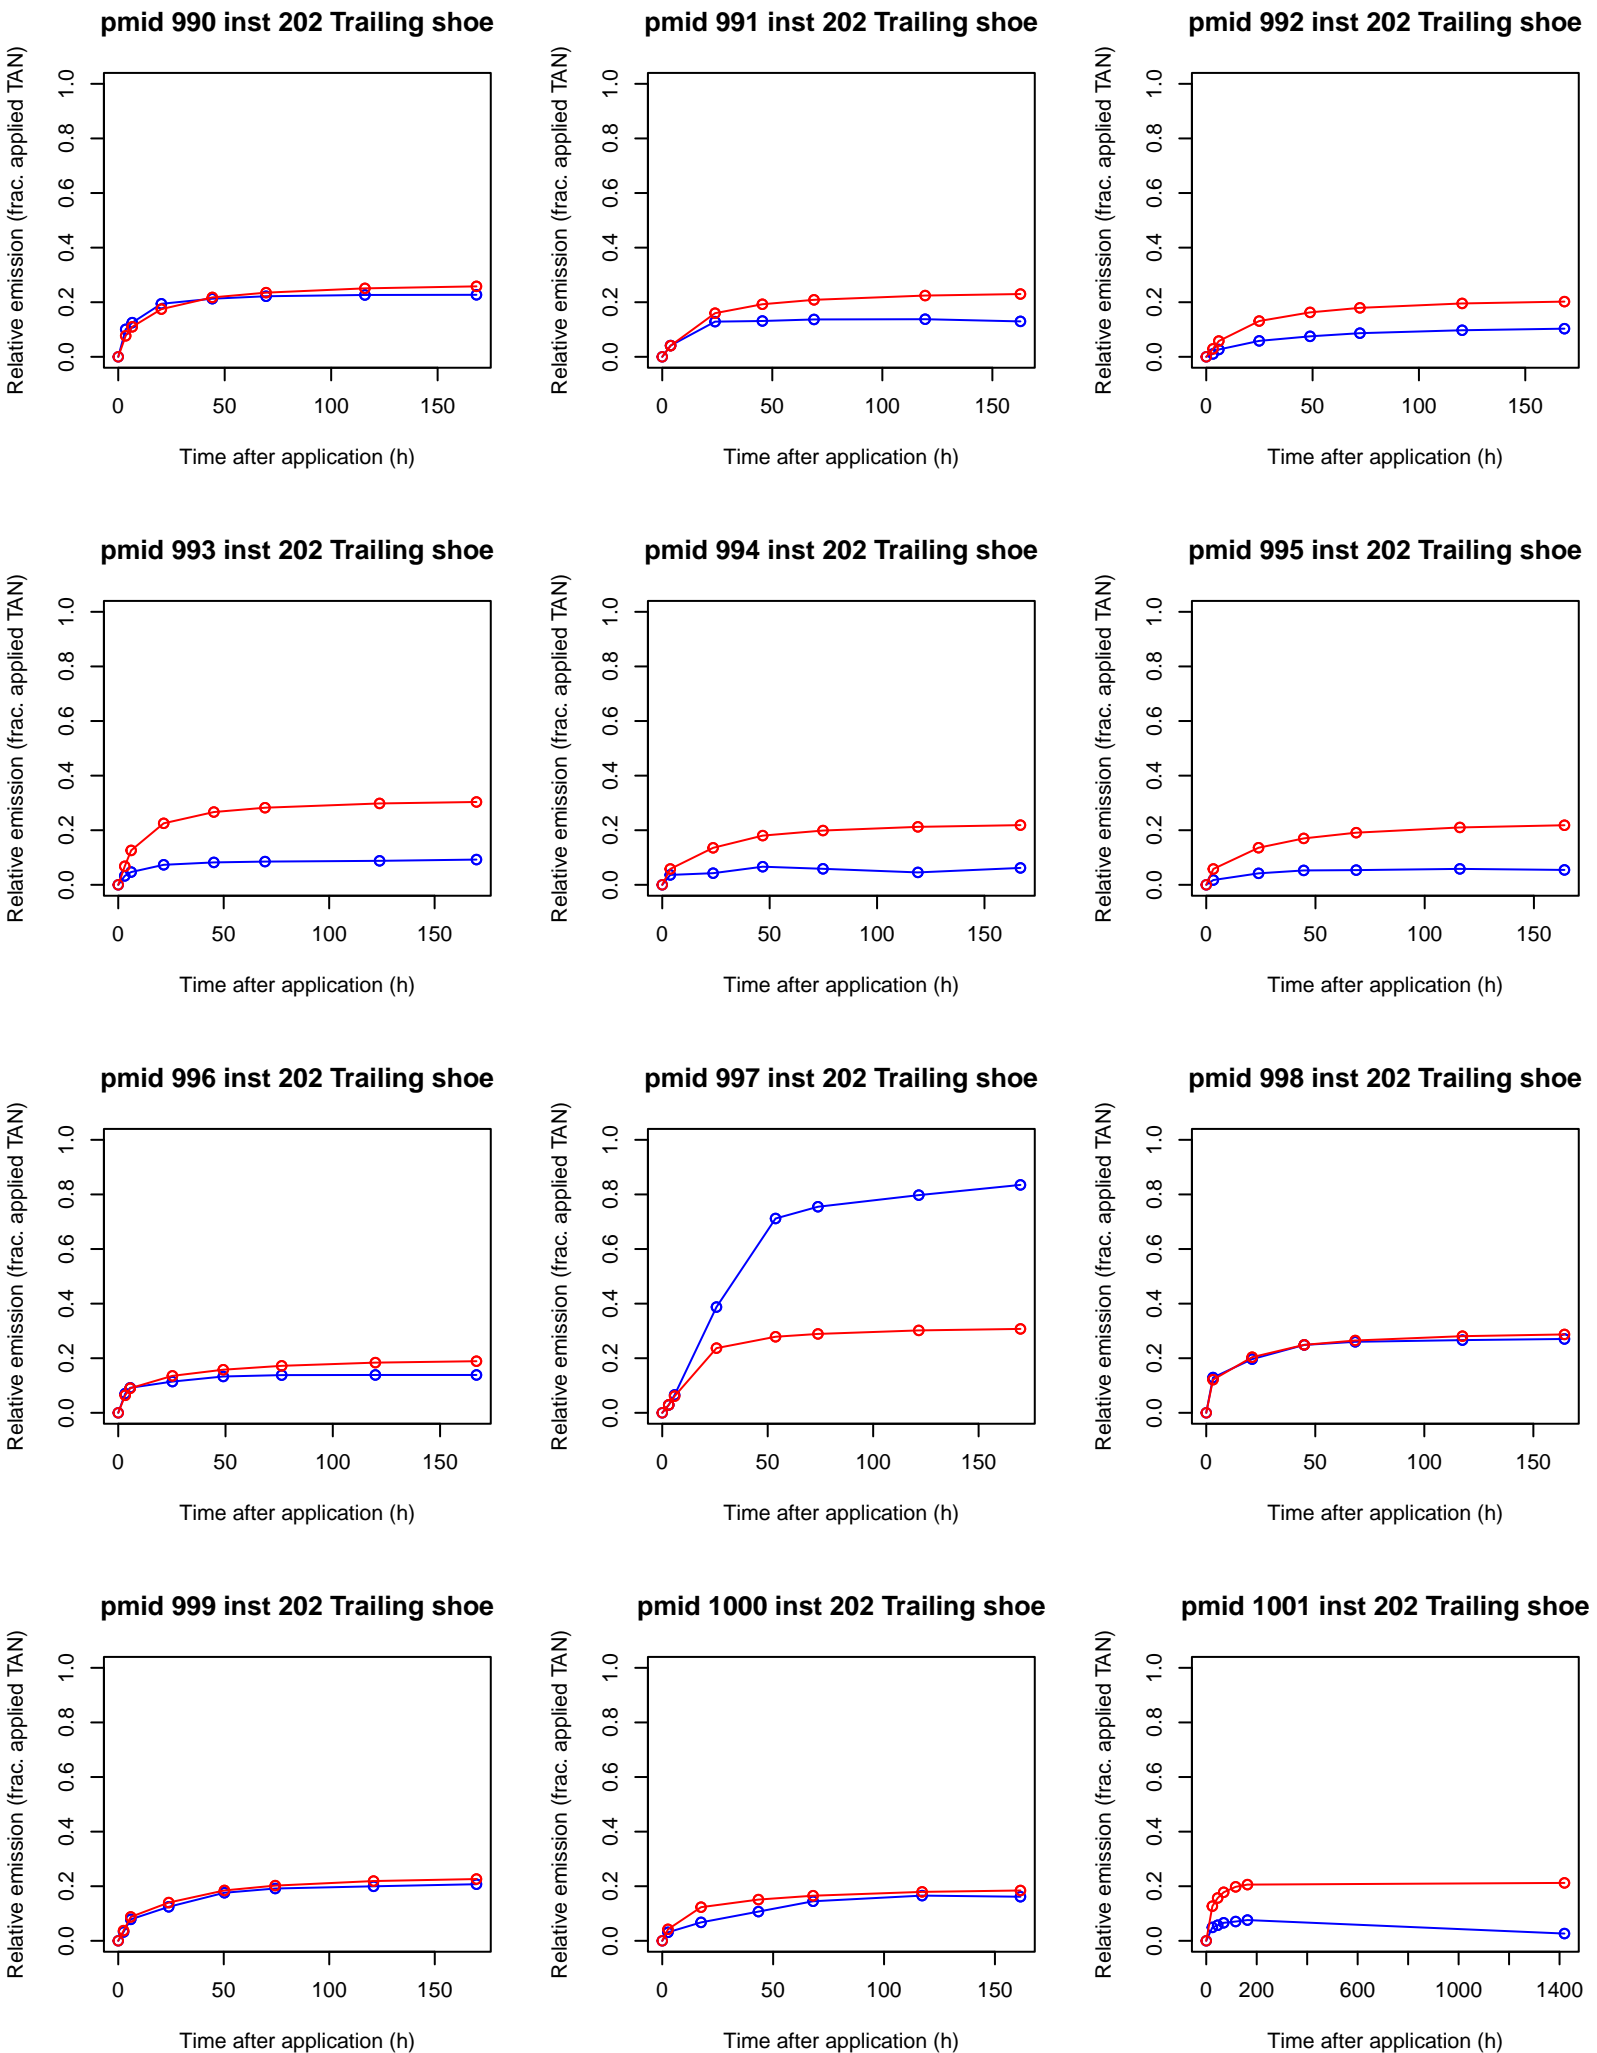 pmid 990 inst 202 Trailing shoe
Relative emission (frac. applied TAN)
1.0
0.8
0.6
0.4
0.2
0.0
0 50 100 150
Time after application (h)
pmid 991 inst 202 Trailing shoe
Relative emission (frac. applied TAN)
1.0
0.8
0.6
0.4
0.2
0.0
0 50 100 150
Time after application (h)
pmid 992 inst 202 Trailing shoe
Relative emission (frac. applied TAN)
1.0
0.8
0.6
0.4
0.2
0.0
0 50 100 150
Time after application (h)
pmid 993 inst 202 Trailing shoe
Relative emission (frac. applied TAN)
1.0
0.8
0.6
0.4
0.2
0.0
0 50 100 150
Time after application (h)
pmid 994 inst 202 Trailing shoe
Relative emission (frac. applied TAN)
1.0
0.8
0.6
0.4
0.2
0.0
0 50 100 150
Time after application (h)
pmid 995 inst 202 Trailing shoe
Relative emission (frac. applied TAN)
1.0
0.8
0.6
0.4
0.2
0.0
0 50 100 150
Time after application (h)
pmid 996 inst 202 Trailing shoe
Relative emission (frac. applied TAN)
1.0
0.8
0.6
0.4
0.2
0.0
0 50 100 150
Time after application (h)
pmid 997 inst 202 Trailing shoe
Relative emission (frac. applied TAN)
1.0
0.8
0.6
0.4
0.2
0.0
0 50 100 150
Time after application (h)
pmid 998 inst 202 Trailing shoe
Relative emission (frac. applied TAN)
1.0
0.8
0.6
0.4
0.2
0.0
0 50 100 150
Time after application (h)
pmid 999 inst 202 Trailing shoe
Relative emission (frac. applied TAN)
1.0
0.8
0.6
0.4
0.2
0.0
0 50 100 150
Time after application (h)
pmid 1000 inst 202 Trailing shoe
Relative emission (frac. applied TAN)
1.0
0.8
0.6
0.4
0.2
0.0
0 50 100 150
Time after application (h)
pmid 1001 inst 202 Trailing shoe
Relative emission (frac. applied TAN)
1.0
0.8
0.6
0.4
0.2
0.0
0 200 600 1000 1400
Time after application (h)